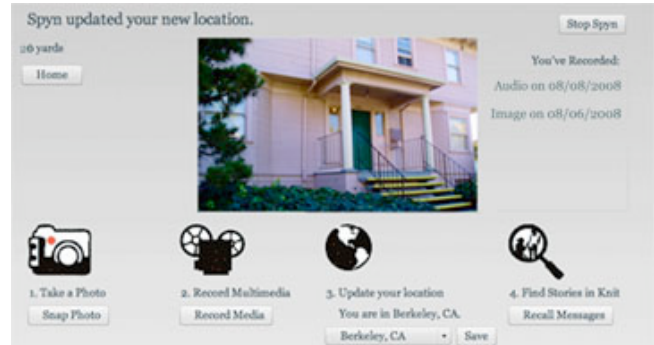 Spyn updated your new location.
Stop Spyn
26 yards
Home
You've Recorded:
Audio on 08/08/2008
Image on 08/06/2008
1. Take a Photo
Snap Photo
2. Record Multimedia
Record Media
3. Update your location
You are in Berkeley, CA.
Berkeley, CA
Save
4. Find Stories in Knit
Recall Messages